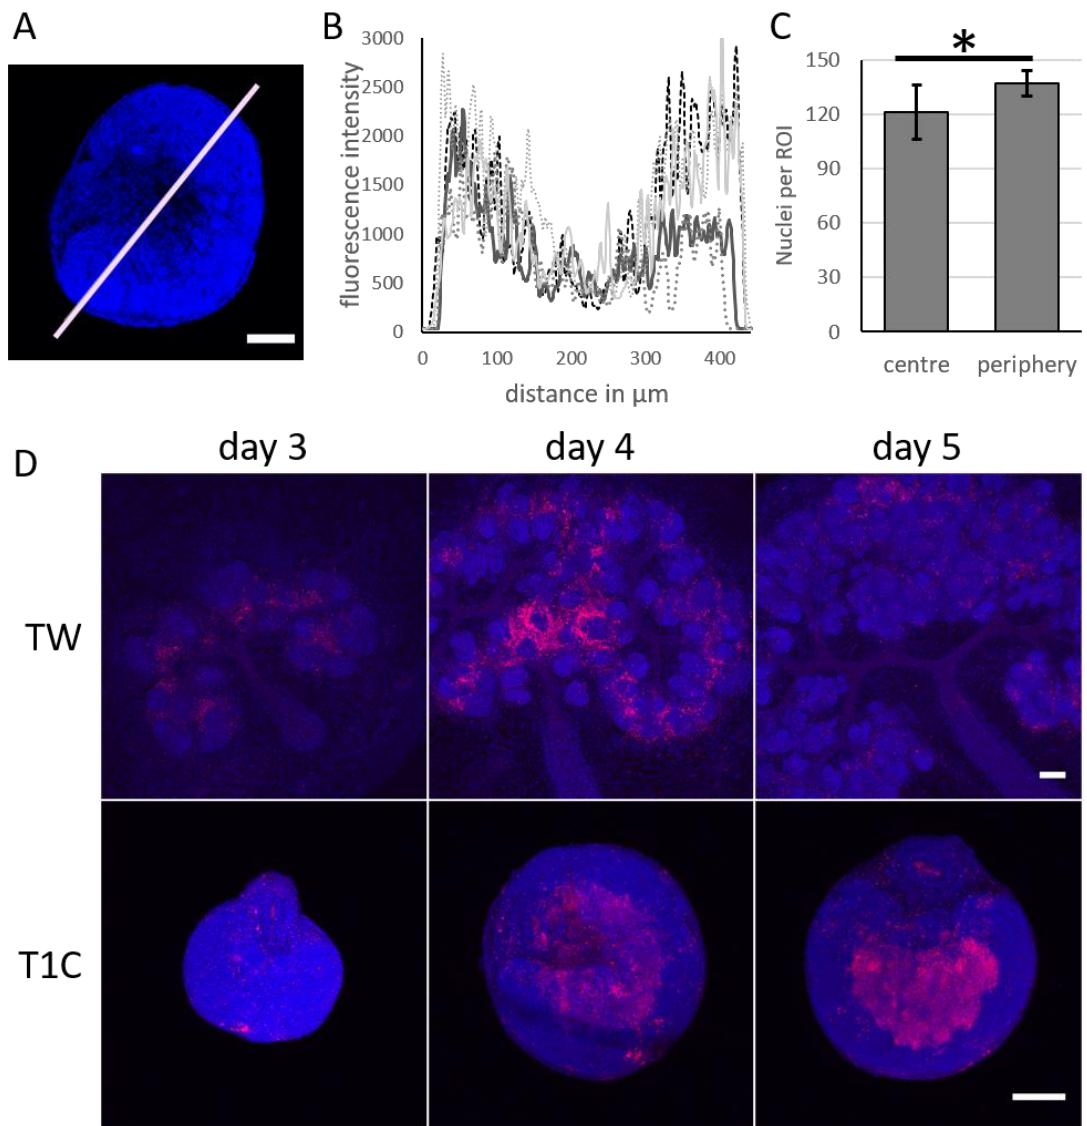 A
B
fluorescence intensity
3000
2500
2000
1500
1000
500
0
0 100 200 300 400
distance in µm
C
*
Nuclei per ROI
150
120
90
60
30
0
centre periphery
D
day 3 day 4 day 5
TW
T1C